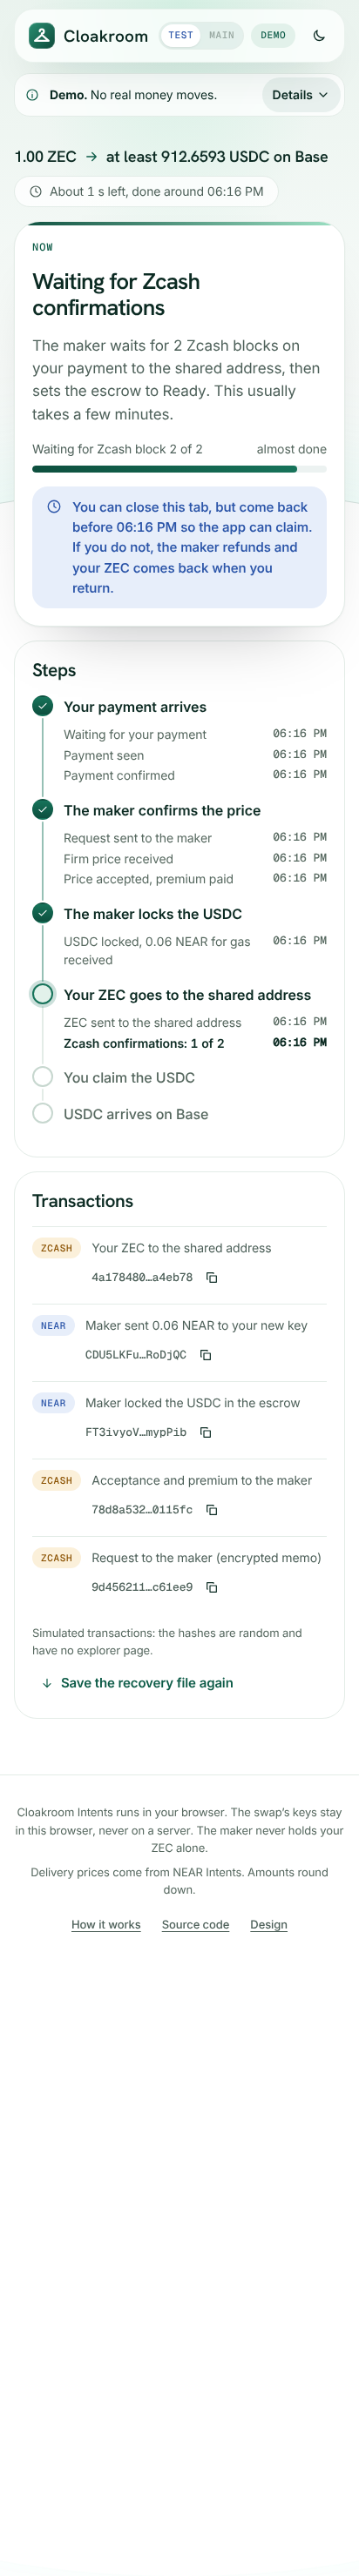 Cloakroom TEST MAIN DEMO
Demo. No real money moves. Details
1.00 ZEC → at least 912.6593 USDC on Base
About 1 s left, done around 06:16 PM
NOW
Waiting for Zcash
confirmations
The maker waits for 2 Zcash blocks on
your payment to the shared address, then
sets the escrow to Ready. This usually
takes a few minutes.
Waiting for Zcash block 2 of 2 almost done
You can close this tab, but come back
before 06:16 PM so the app can claim.
If you do not, the maker refunds and
your ZEC comes back when you
return.
Steps
Your payment arrives
Waiting for your payment 06:16 PM
Payment seen 06:16 PM
Payment confirmed 06:16 PM
The maker confirms the price
Request sent to the maker 06:16 PM
Firm price received 06:16 PM
Price accepted, premium paid 06:16 PM
The maker locks the USDC
USDC locked, 0.06 NEAR for gas 06:16 PM
received
Your ZEC goes to the shared address
ZEC sent to the shared address 06:16 PM
Zcash confirmations: 1 of 2 06:16 PM
You claim the USDC
USDC arrives on Base
Transactions
ZCASH Your ZEC to the shared address
4a178480…a4eb78
NEAR Maker sent 0.06 NEAR to your new key
CDU5LKFu…RoDjQC
NEAR Maker locked the USDC in the escrow
FT3ivyoV…mypPib
ZCASH Acceptance and premium to the maker
78d8a532…0115fc
ZCASH Request to the maker (encrypted memo)
9d456211…c61ee9
Simulated transactions: the hashes are random and
have no explorer page.
↓ Save the recovery file again
Cloakroom Intents runs in your browser. The swap's keys stay
in this browser, never on a server. The maker never holds your
ZEC alone.
Delivery prices come from NEAR Intents. Amounts round
down.
How it works Source code Design